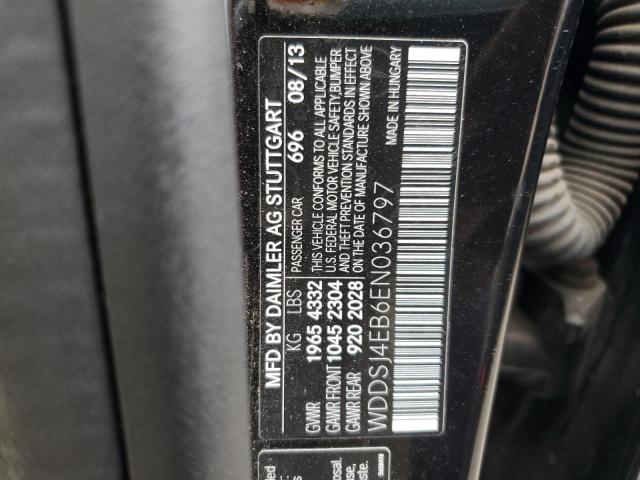 MFD BY DAIMLER AG STUTTGART
KG LBS PASSENGER CAR 696 08/13
GVWR 1965 4332 THIS VEHICLE CONFORMS TO ALL APPLICABLE
GAWR FRONT 1045 2304 U.S. FEDERAL MOTOR VEHICLE SAFETY, BUMPER
AND THEFT PREVENTION STANDARDS IN EFFECT
GAWR REAR 920 2028 ON THE DATE OF MANUFACTURE SHOWN ABOVE
MADE IN HUNGARY
WDDSJ4EB6EN036797